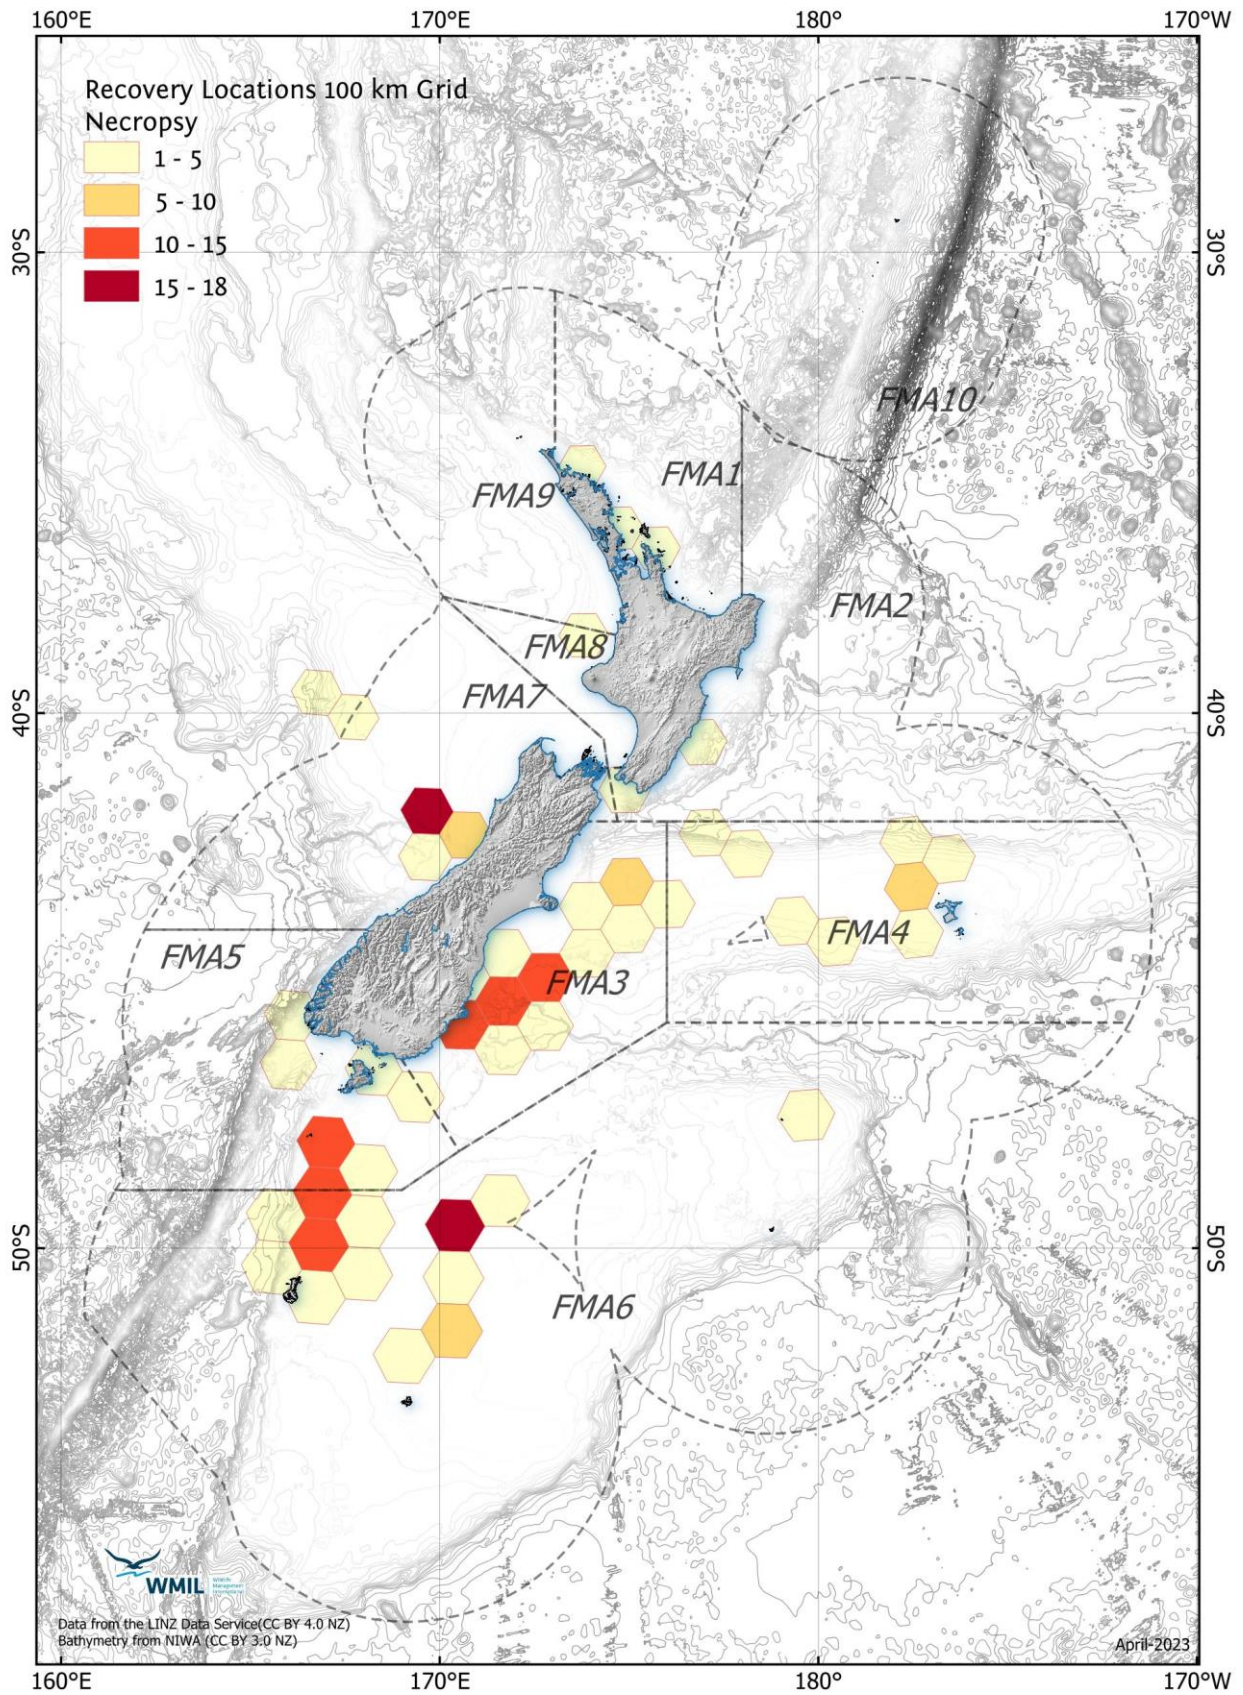 160°E 170°E 180° 170°W
Recovery Locations 100 km Grid
Necropsy
1 - 5
5 - 10
10 - 15
15 - 18
30°S 30°S
FMA10
FMA1
FMA9
FMA2
FMA8
FMA7
40°S 40°S
FMA4
FMA5
FMA3
50°S 50°S
FMA6
WMIL Wildlife Management International
Data from the LINZ Data Service(CC BY 4.0 NZ)
Bathymetry from NIWA (CC BY 3.0 NZ)
April-2023
160°E 170°E 180° 170°W